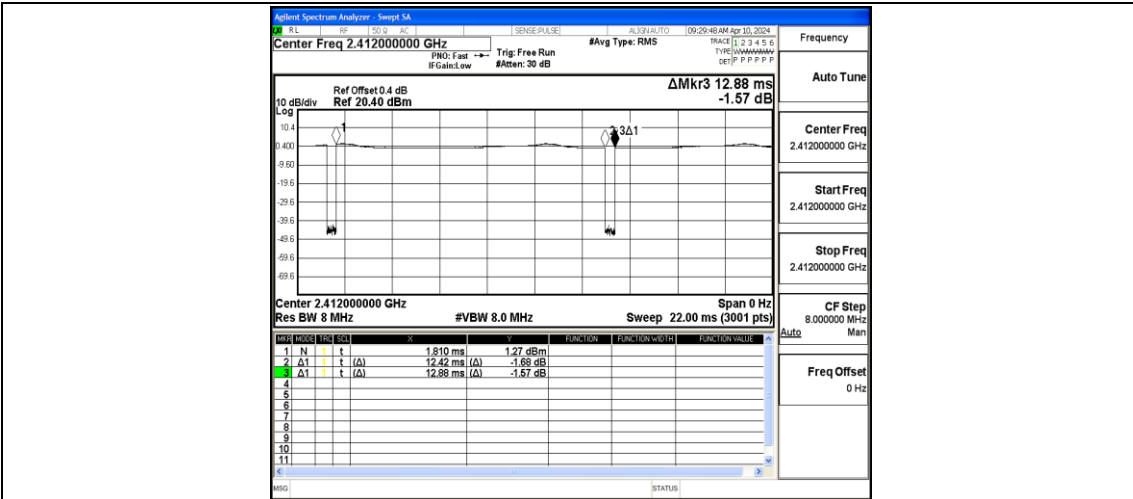 Agilent Spectrum Analyzer - Swept SA
RL RF 50 Ω AC SENSE:PULSE ALIGN AUTO 09:29:48 AM Apr 10, 2024
Center Freq 2.412000000 GHz
#Avg Type: RMS
TRACE 1 2 3 4 5 6
PNO: Fast
Trig: Free Run
TYPE
IFGain:Low
#Atten: 30 dB
DET P P P P P P
Frequency
Auto Tune
ΔMkr3 12.88 ms
-1.57 dB
Ref Offset 0.4 dB
10 dB/div Ref 20.40 dBm
Log
10.4
0.400
-9.60
-19.6
-29.6
-39.6
-49.6
-59.6
-69.6
1
3Δ1
Center Freq
2.412000000 GHz
Start Freq
2.412000000 GHz
Stop Freq
2.412000000 GHz
Center 2.412000000 GHz Span 0 Hz
Res BW 8 MHz #VBW 8.0 MHz Sweep 22.00 ms (3001 pts)
CF Step
8.000000 MHz
Auto Man
Freq Offset
0 Hz
MKR MODE TRC SCL X Y FUNCTION FUNCTION WIDTH FUNCTION VALUE
1 N 1 t 1.810 ms 1.27 dBm
2 Δ1 1 t (Δ) 12.42 ms (Δ) -1.68 dB
3 Δ1 1 t (Δ) 12.88 ms (Δ) -1.57 dB
4
5
6
7
8
9
10
11
MSG STATUS